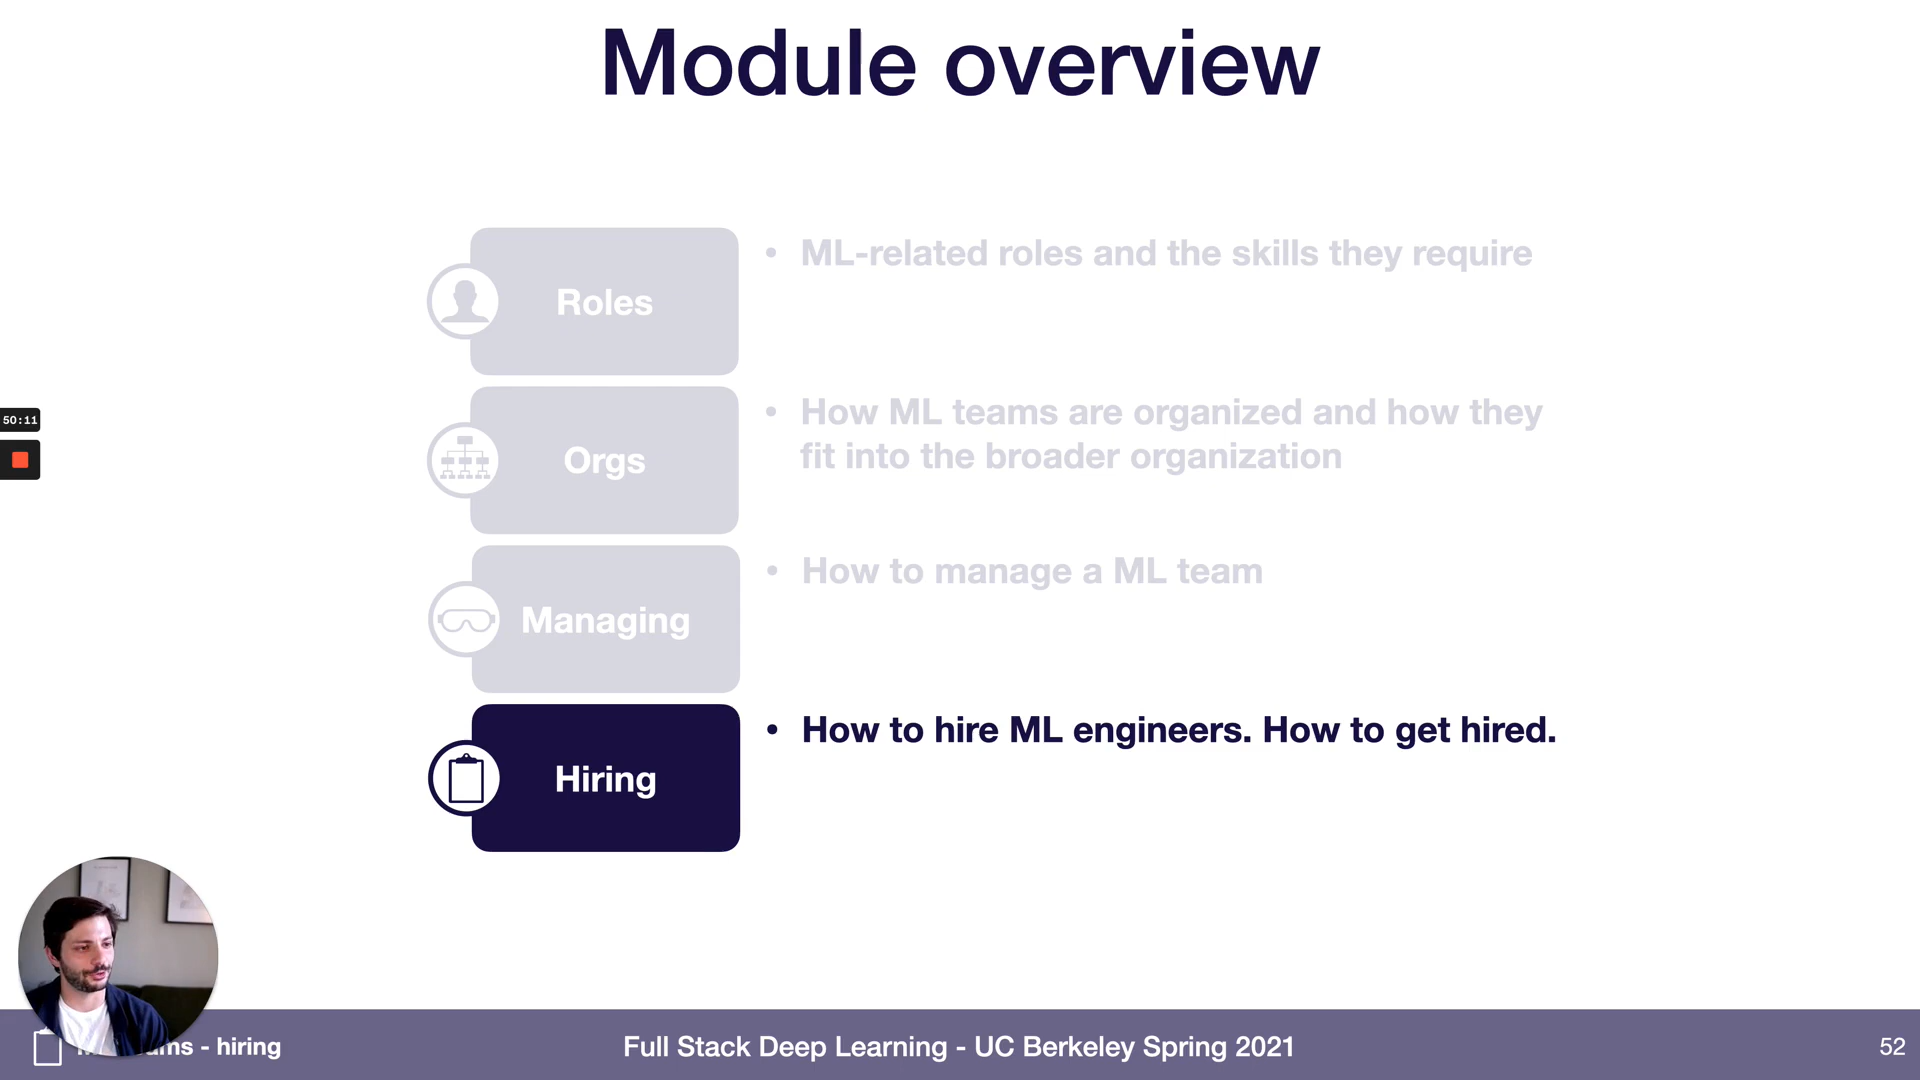 Module overview
Roles
• ML-related roles and the skills they require
Orgs
• How ML teams are organized and how they
fit into the broader organization
Managing
• How to manage a ML team
Hiring
• How to hire ML engineers. How to get hired.
50:11
- hiring
Full Stack Deep Learning - UC Berkeley Spring 2021
52